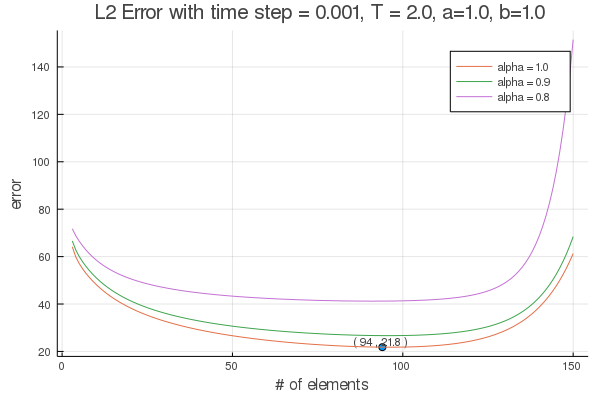 L2 Error with time step = 0.001, T = 2.0, a=1.0, b=1.0
alpha = 1.0
alpha = 0.9
alpha = 0.8
error
140
120
100
80
60
40
20
( 94 , 21.8 )
0
50
100
150
# of elements